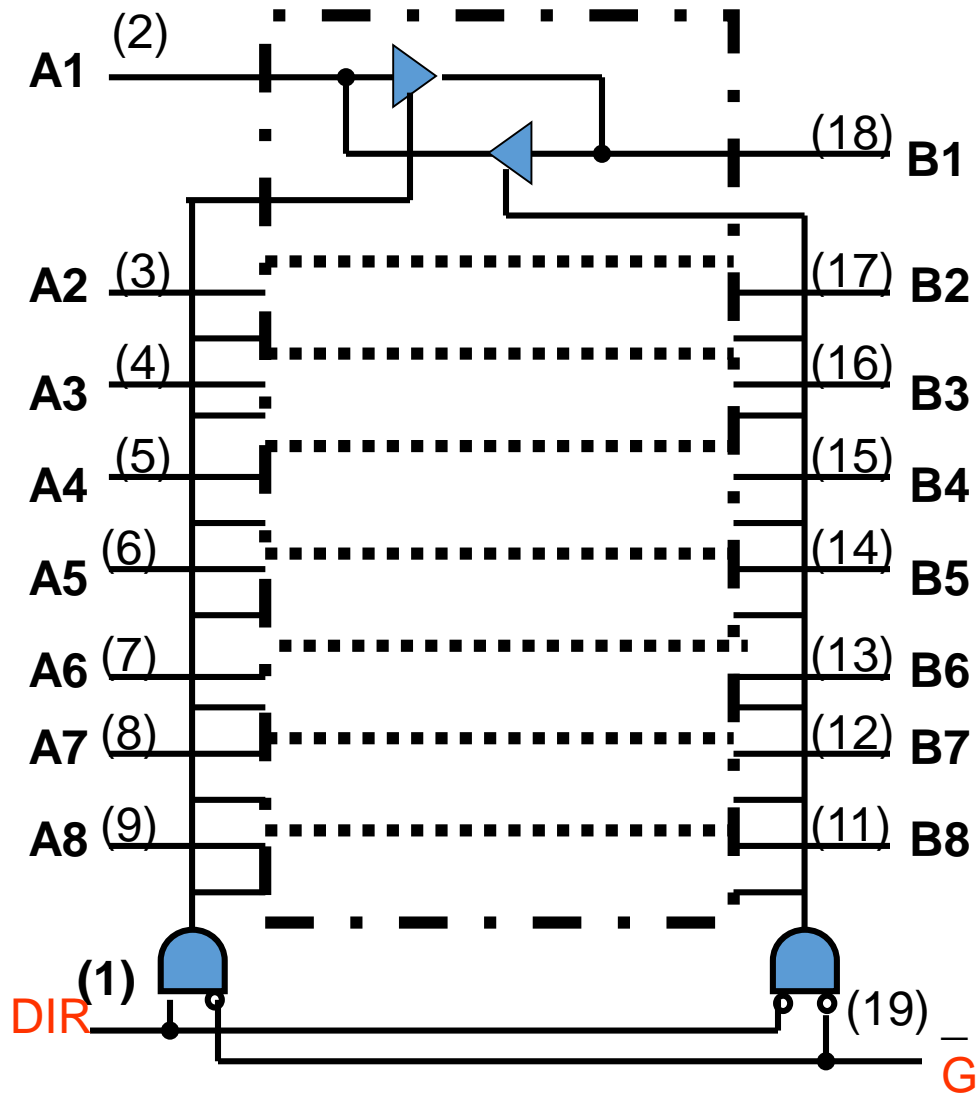 A1 (2) (18) B1
A2 (3) (17) B2
A3 (4) (16) B3
A4 (5) (15) B4
A5 (6) (14) B5
A6 (7) (13) B6
A7 (8) (12) B7
A8 (9) (11) B8
DIR (1) (19) G̅